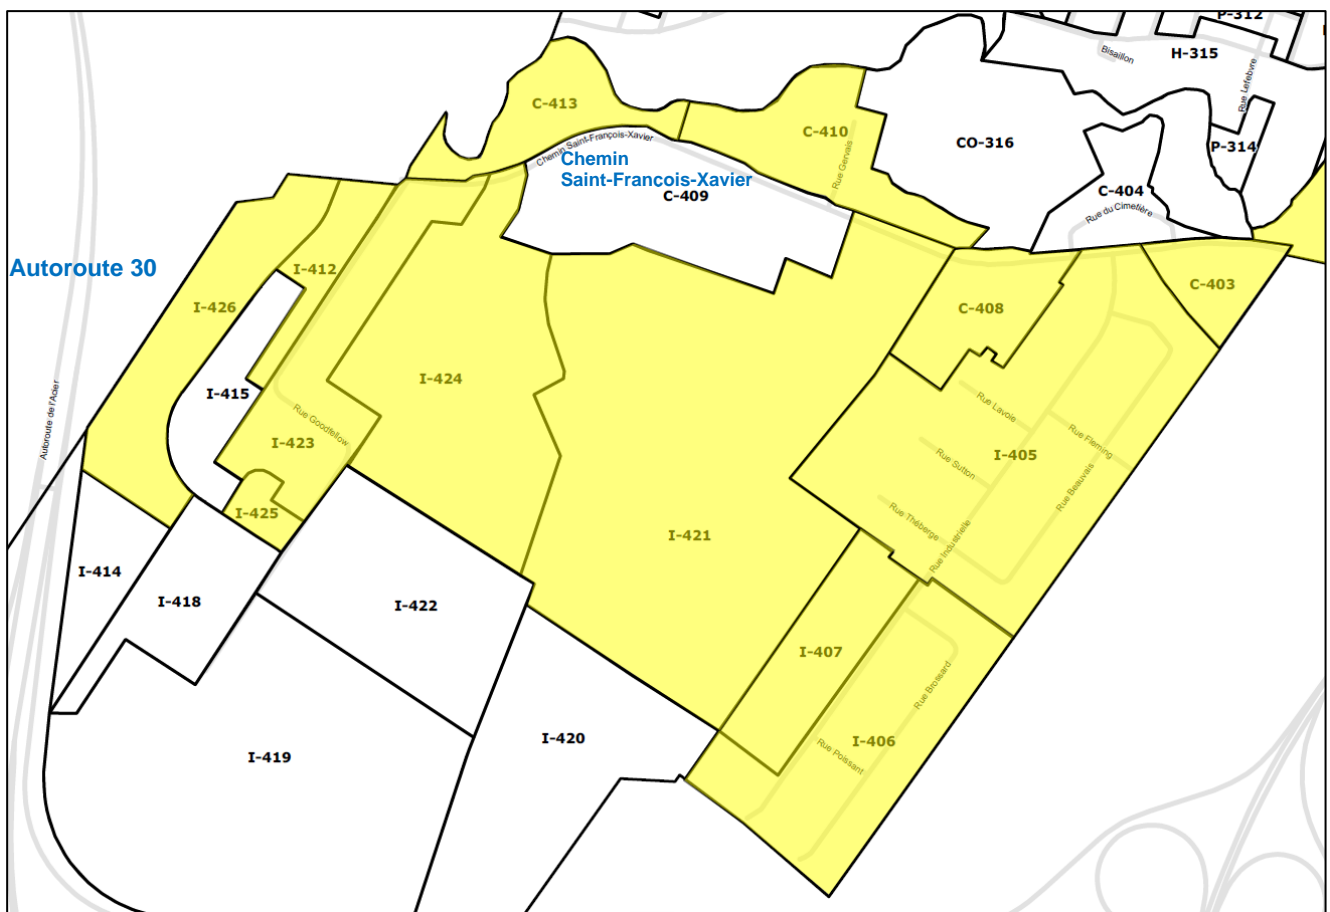 P-312
H-315
Bisaillon
Rue Lefebvre
C-413
C-410
CO-316
P-314
Chemin Saint-François-Xavier
Chemin
Saint-Francois-Xavier
Rue Gervais
C-409
C-404
Rue du Cimetière
Autoroute 30
I-412
I-426
C-408
C-403
I-424
I-415
Autoroute de l'Acier
Rue Goodfellow
I-423
Rue Lavoie
Rue Fleming
I-405
Rue Sutton
Rue Beauvais
I-425
Rue Théberge
Rue Industrielle
I-421
I-414
I-418
I-422
I-407
Rue Brossard
I-420
I-406
Rue Poissant
I-419